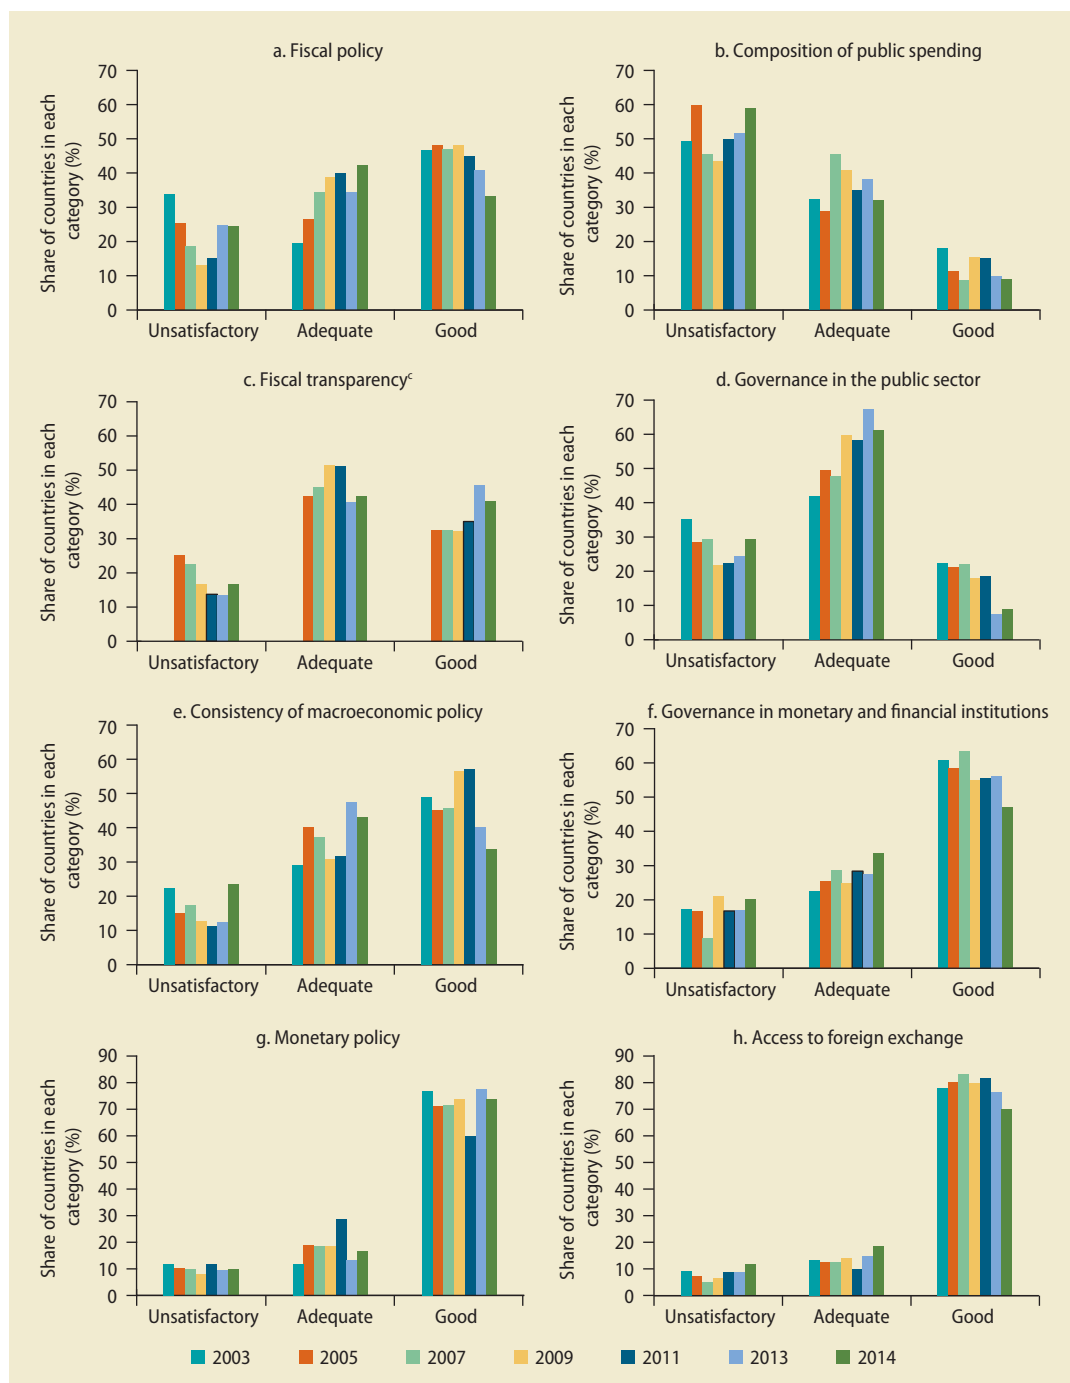 a. Fiscal policy
Share of countries in each
category (%)
70
60
50
40
30
20
10
0
Unsatisfactory
Adequate
Good
b. Composition of public spending
Share of countries in each
category (%)
70
60
50
40
30
20
10
0
Unsatisfactory
Adequate
Good
c. Fiscal transparencyᶜ
Share of countries in each
category (%)
70
60
50
40
30
20
10
0
Unsatisfactory
Adequate
Good
d. Governance in the public sector
Share of countries in each
category (%)
70
60
50
40
30
20
10
0
Unsatisfactory
Adequate
Good
e. Consistency of macroeconomic policy
Share of countries in each
category (%)
70
60
50
40
30
20
10
0
Unsatisfactory
Adequate
Good
f. Governance in monetary and financial institutions
Share of countries in each
category (%)
70
60
50
40
30
20
10
0
Unsatisfactory
Adequate
Good
g. Monetary policy
Share of countries in each
category (%)
90
80
70
60
50
40
30
20
10
0
Unsatisfactory
Adequate
Good
h. Access to foreign exchange
Share of countries in each
category (%)
90
80
70
60
50
40
30
20
10
0
Unsatisfactory
Adequate
Good
2003
2005
2007
2009
2011
2013
2014